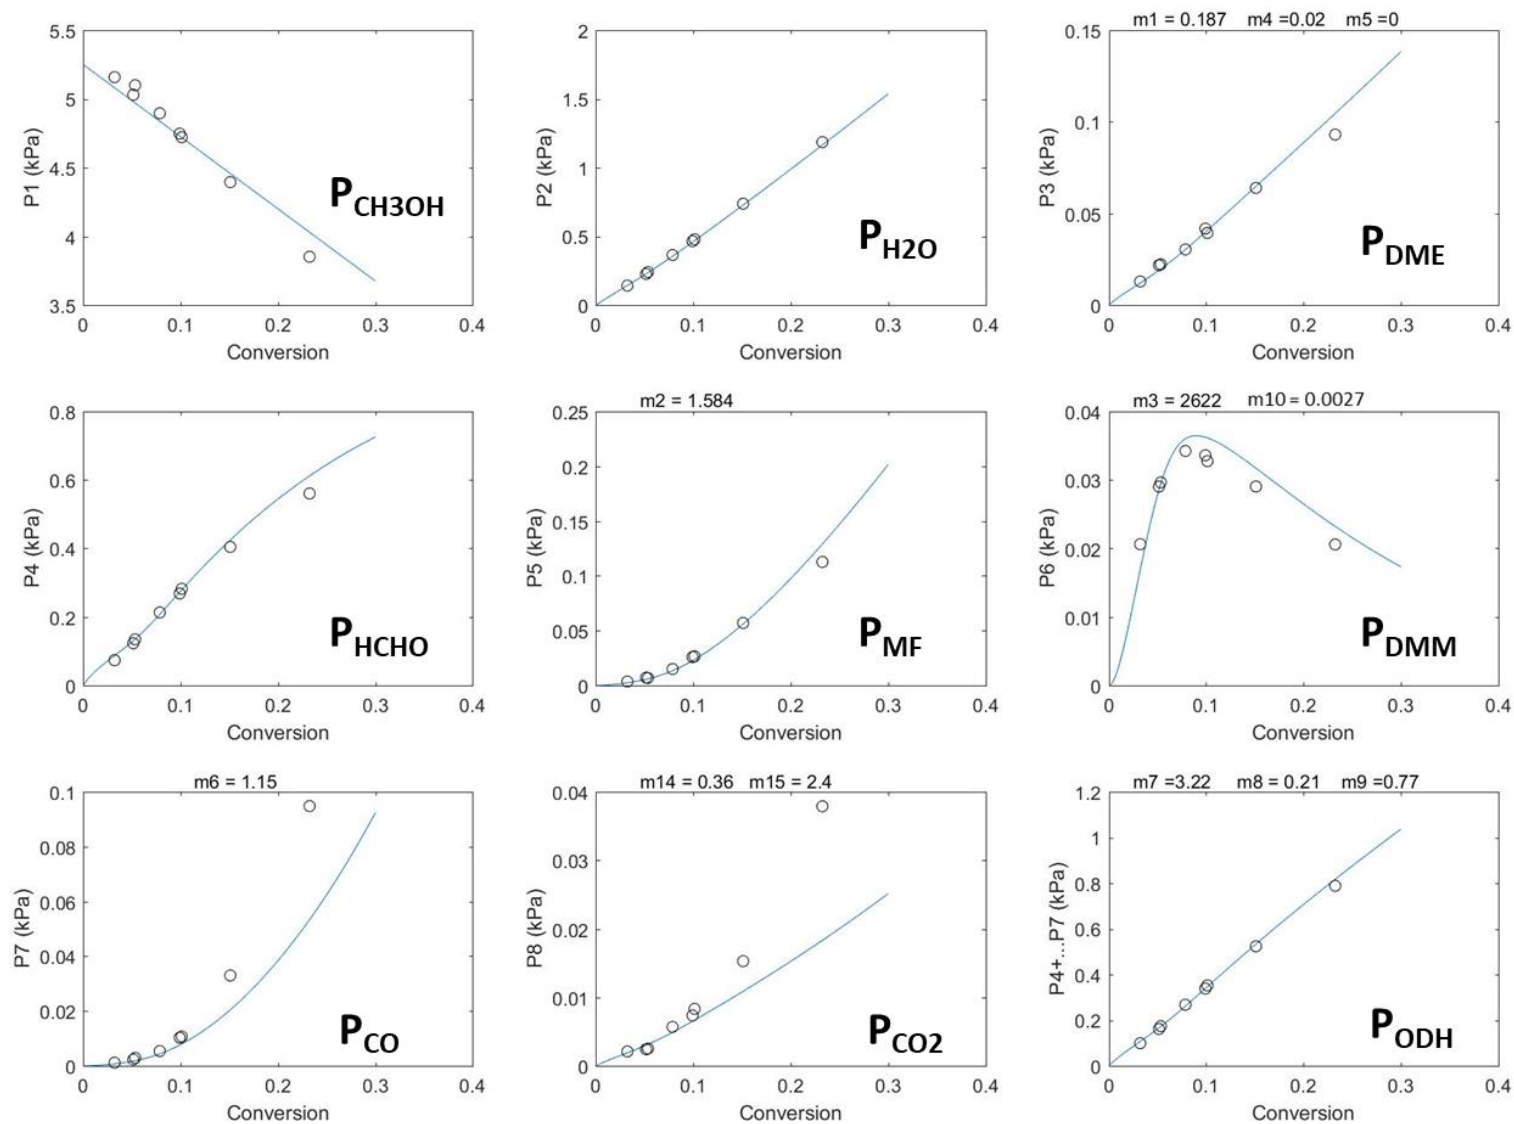 m1 = 0.187 m4 =0.02 m5 =0
5.5
5
4.5
4
3.5
P1 (kPa)
PCH3OH
0 0.1 0.2 0.3 0.4
Conversion
2
1.5
1
0.5
0
P2 (kPa)
PH2O
0 0.1 0.2 0.3 0.4
Conversion
0.15
0.1
0.05
0
P3 (kPa)
PDME
0 0.1 0.2 0.3 0.4
Conversion
0.8
0.6
0.4
0.2
0
P4 (kPa)
PHCHO
0 0.1 0.2 0.3 0.4
Conversion
m2 = 1.584
0.25
0.2
0.15
0.1
0.05
0
P5 (kPa)
PMF
0 0.1 0.2 0.3 0.4
Conversion
m3 = 2622 m10 = 0.0027
0.04
0.03
0.02
0.01
0
P6 (kPa)
PDMM
0 0.1 0.2 0.3 0.4
Conversion
m6 = 1.15
0.1
0.08
0.06
0.04
0.02
0
P7 (kPa)
PCO
0 0.1 0.2 0.3 0.4
Conversion
m14 = 0.36 m15 = 2.4
0.04
0.03
0.02
0.01
0
P8 (kPa)
PCO2
0 0.1 0.2 0.3 0.4
Conversion
m7 =3.22 m8 = 0.21 m9 =0.77
1.2
1
0.8
0.6
0.4
0.2
0
P4+...P7 (kPa)
PODH
0 0.1 0.2 0.3 0.4
Conversion